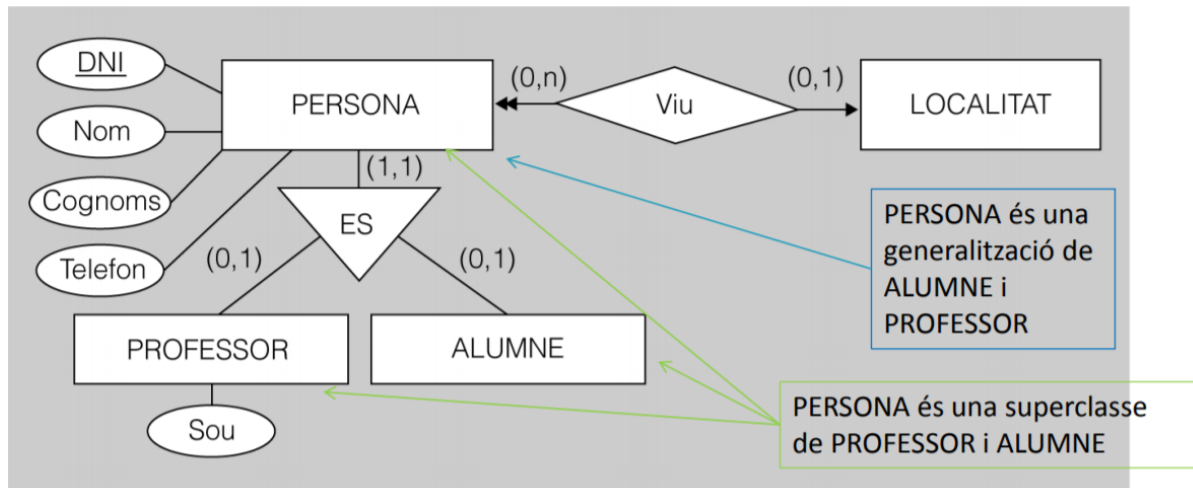 DNI
Nom
Cognoms
Telefon
PERSONA
(0,n)
Viu
(0,1)
LOCALITAT
(1,1)
ES
(0,1)
(0,1)
PROFESSOR
ALUMNE
Sou
PERSONA és una
generalització de
ALUMNE i
PROFESSOR
PERSONA és una superclasse
de PROFESSOR i ALUMNE